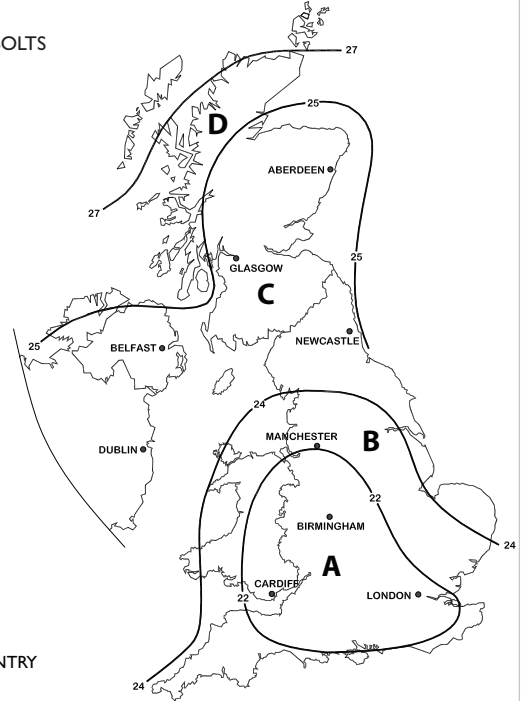 OLTS
27
D
25
ABERDEEN
27
25
GLASGOW
C
NEWCASTLE
25
BELFAST
24
MANCHESTER
B
DUBLIN
22
BIRMINGHAM
24
A
CARDIFF
22
LONDON
NTRY
24